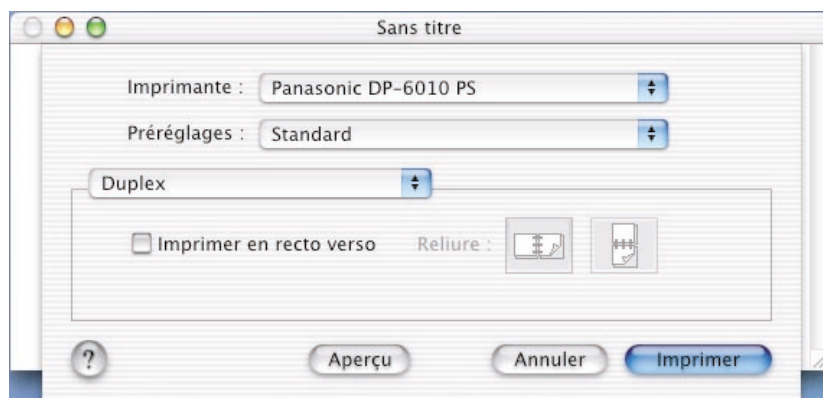 Sans titre
Imprimante : Panasonic DP-6010 PS
Préréglages : Standard
Duplex
Imprimer en recto verso Reliure :
? Aperçu Annuler Imprimer